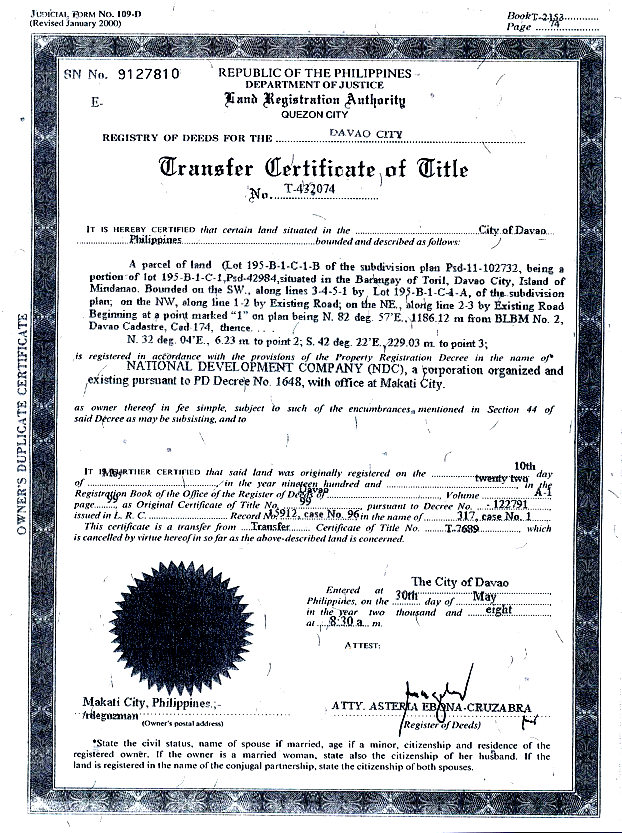 JUDICIAL FORM NO. 109-D
(Revised January 2000)
Book T-2153
Page 74
SN No. 9127810
E-
REPUBLIC OF THE PHILIPPINES
DEPARTMENT OF JUSTICE
Land Registration Authority
QUEZON CITY
REGISTRY OF DEEDS FOR THE DAVAO CITY
Transfer Certificate of Title
No. T-432074
IT IS HEREBY CERTIFIED that certain land situated in the City of Davao
Philippines bounded and described as follows:
A parcel of land (Lot 195-B-1-C-1-B of the subdivision plan Psd-11-102732, being a
portion of lot 195-B-1-C-1,Psd-42984,situated in the Barangay of Toril, Davao City, Island of
Mindanao. Bounded on the SW., along lines 3-4-5-1 by Lot 195-B-1-C-4-A, of the subdivision
plan; on the NW, along line 1-2 by Existing Road; on the NE., along line 2-3 by Existing Road
Beginning at a point marked "1" on plan being N. 82 deg. 57'E.,1186.12 m from BLBM No. 2,
Davao Cadastre, Cad 174, thence. . . .
N. 32 deg. 04'E., 6.23 m to point 2; S. 42 deg. 22'E.,229.03 m. to point 3;
is registered in accordance with the provisions of the Property Registration Decree in the name of*
NATIONAL DEVELOPMENT COMPANY (NDC), a corporation organized and
existing pursuant to PD Decree No. 1648, with office at Makati City.
as owner thereof in fee simple, subject to such of the encumbrances mentioned in Section 44 of
said Decree as may be subsisting, and to
IT IS FURTHER CERTIFIED that said land was originally registered on the 10th day
of May in the year nineteen hundred and twenty two in the
Registration Book of the Office of the Register of Deeds of Davao Volume A-1
page 99, as Original Certificate of Title No. 99 pursuant to Decree No. 122791
issued in L. R. C. Record No. 15912, case No. 96, in the name of 317, case No. 1
This certificate is a transfer from Transfer Certificate of Title No. T-7689 which
is cancelled by virtue hereof in so far as the above-described land is concerned.
Entered at The City of Davao
Philippines, on the 30th day of May
in the year two thousand and eight
at 8:30 a. m.
ATTEST:
Makati City, Philippines.;-
/rdeguzman
(Owner's postal address)
ATTY. ASTERIA EBONA-CRUZABRA
(Register of Deeds)
*State the civil status, name of spouse if married, age if a minor, citizenship and residence of the
registered owner. If the owner is a married woman, state also the citizenship of her husband. If the
land is registered in the name of the conjugal partnership, state the citizenship of both spouses.
OWNER'S DUPLICATE CERTIFICATE